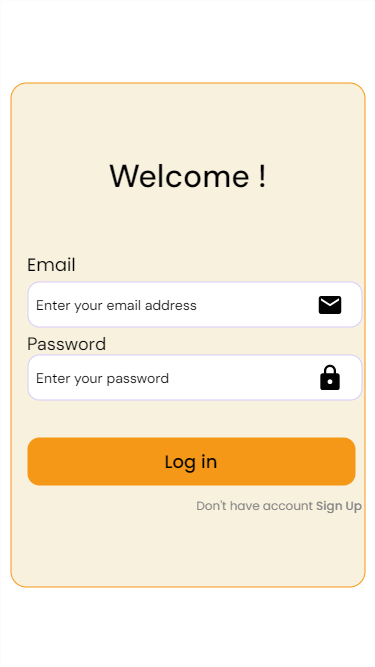 Welcome !
Email
Enter your email address
Password
Enter your password
Log in
Don't have account Sign Up